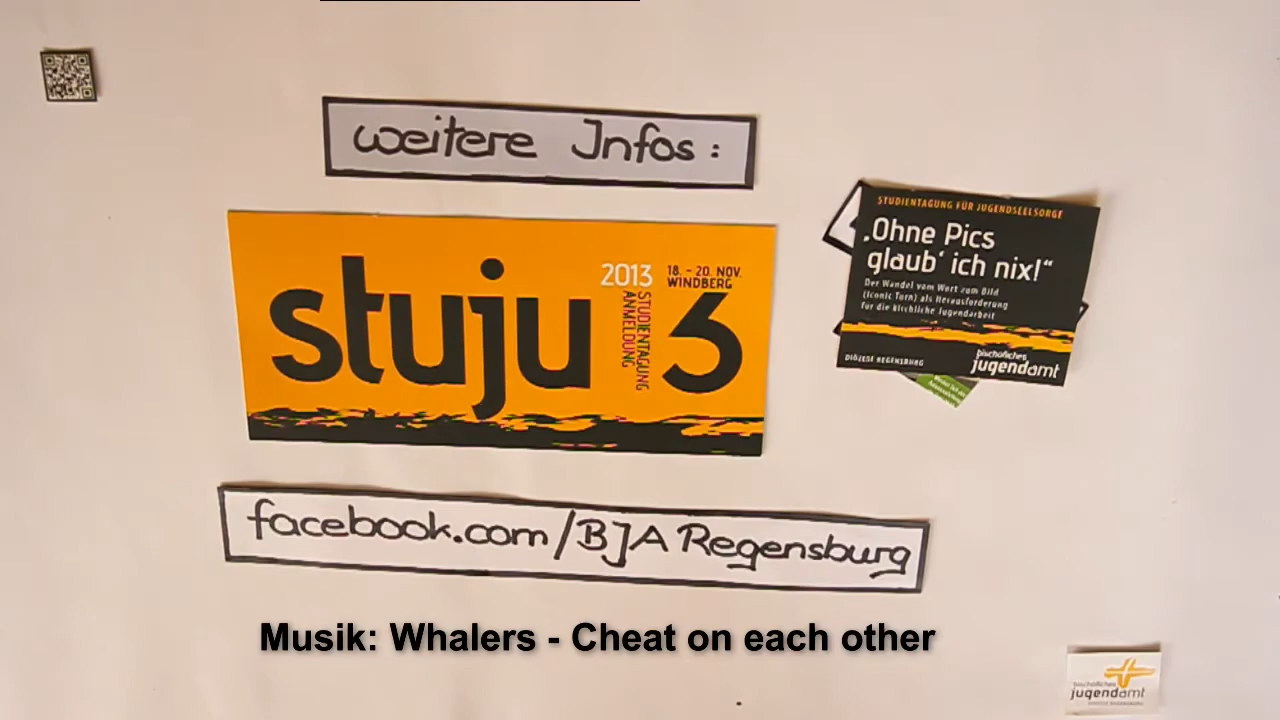 weitere Infos:
stuju 3
2013
18. - 20. NOV.
WINDBERG
STUDIENTAGUNG
ANMELDUNG
STUDIENTAGUNG FÜR JUGENDSEELSORGE
„Ohne Pics
glaub‘ ich nix!“
Der Wandel vom Wort zum Bild
(Iconic Turn) als Herausforderung
für die kirchliche Jugendarbeit
DIÖZESE REGENSBURG
bischöfliches
jugendamt
facebook.com/BJARegensburg
Musik: Whalers - Cheat on each other
bischöfliches
jugendamt